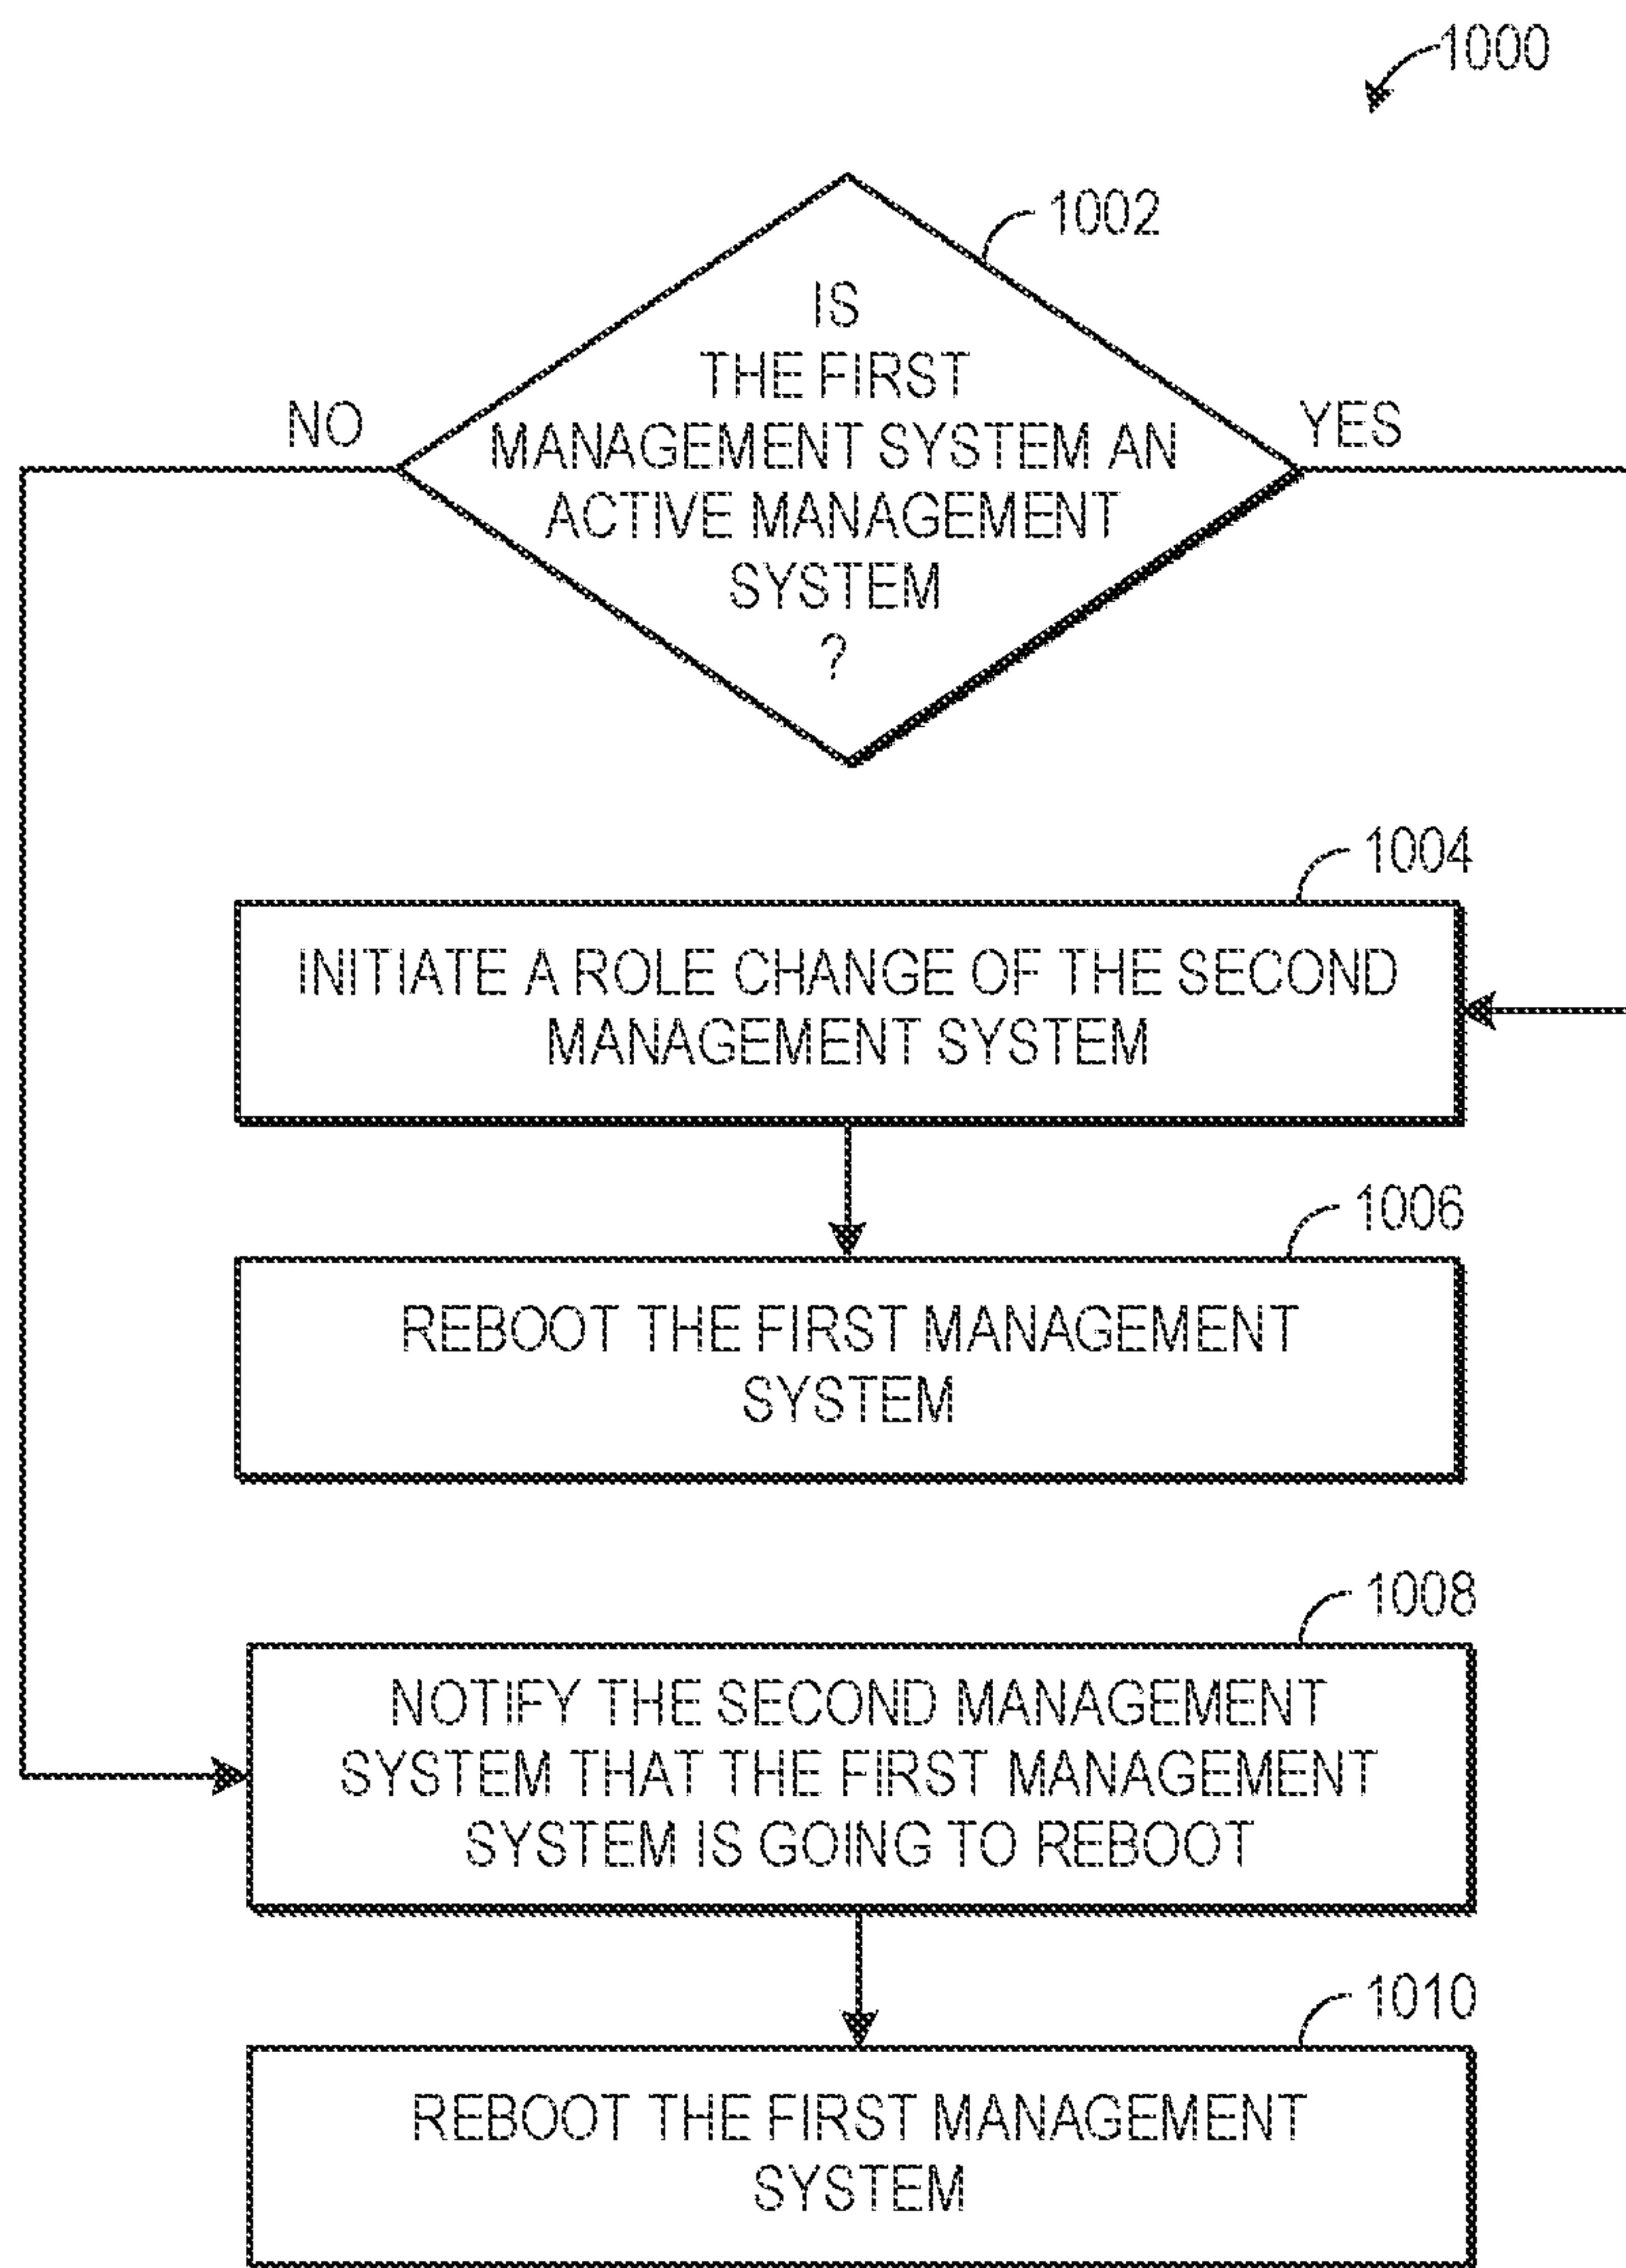 1000
1002
IS
THE FIRST
MANAGEMENT SYSTEM AN
ACTIVE MANAGEMENT
SYSTEM
?
NO
YES
1004
INITIATE A ROLE CHANGE OF THE SECOND
MANAGEMENT SYSTEM
1006
REBOOT THE FIRST MANAGEMENT
SYSTEM
1008
NOTIFY THE SECOND MANAGEMENT
SYSTEM THAT THE FIRST MANAGEMENT
SYSTEM IS GOING TO REBOOT
1010
REBOOT THE FIRST MANAGEMENT
SYSTEM